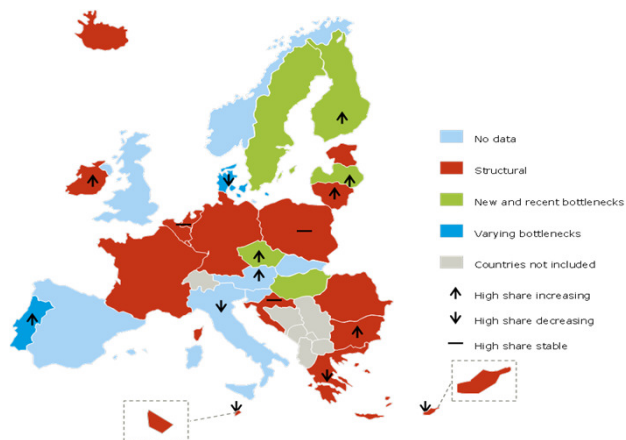 No data
Structural
New and recent bottlenecks
Varying bottlenecks
Countries not included
High share increasing
High share decreasing
High share stable